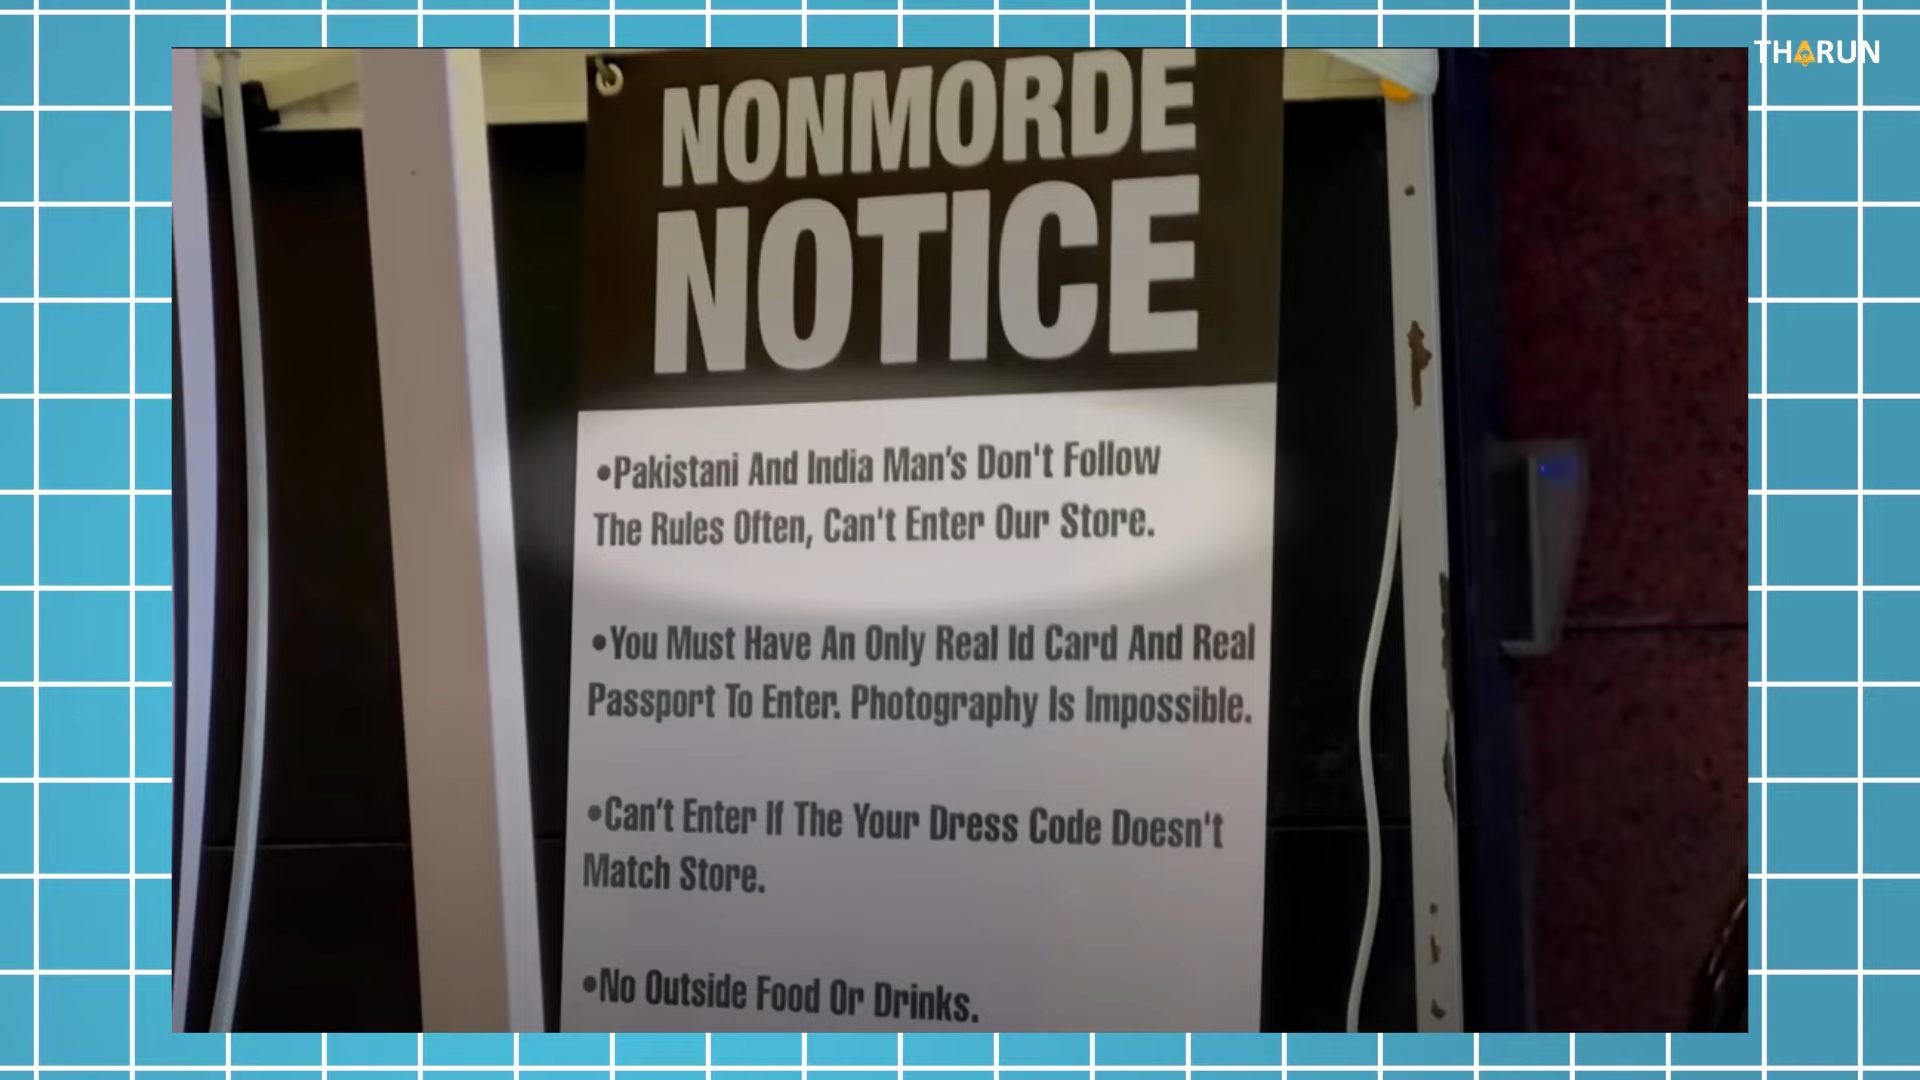 THARUN
NONMORDE
NOTICE
•Pakistani And India Man's Don't Follow
The Rules Often, Can't Enter Our Store.
•You Must Have An Only Real Id Card And Real
Passport To Enter. Photography Is Impossible.
•Can't Enter If The Your Dress Code Doesn't
Match Store.
•No Outside Food Or Drinks.